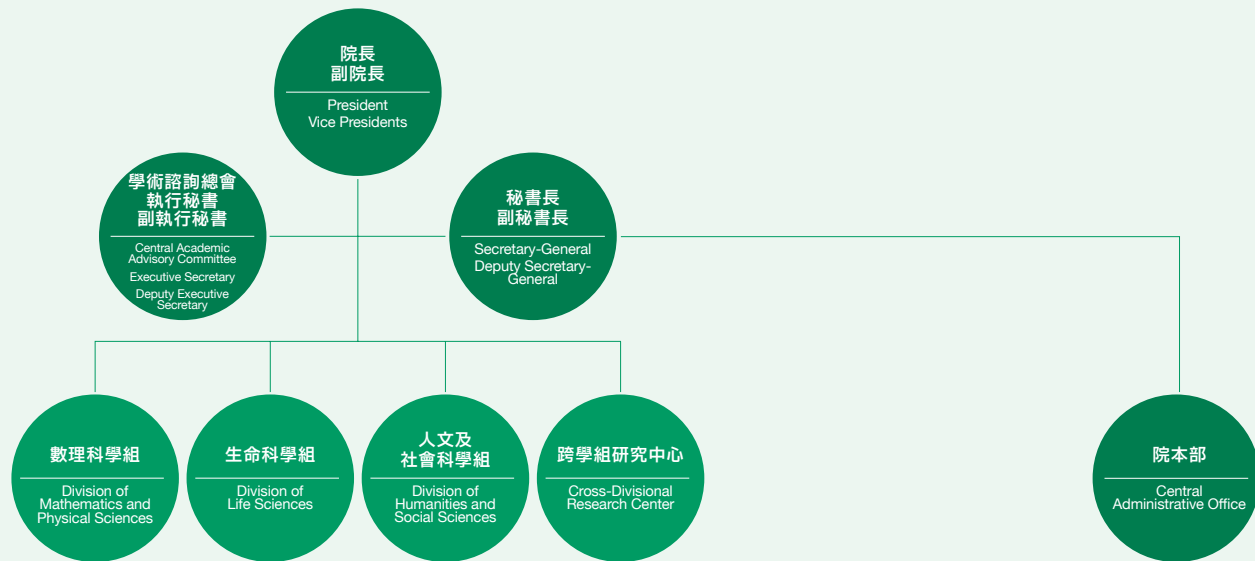 院長
副院長
President
Vice Presidents
學術諮詢總會
執行秘書
副執行秘書
Central Academic
Advisory Committee
Executive Secretary
Deputy Executive
Secretary
秘書長
副秘書長
Secretary-General
Deputy Secretary-
General
數理科學組
Division of
Mathematics and
Physical Sciences
生命科學組
Division of
Life Sciences
人文及
社會科學組
Division of
Humanities and
Social Sciences
跨學組研究中心
Cross-Divisional
Research Center
院本部
Central
Administrative Office